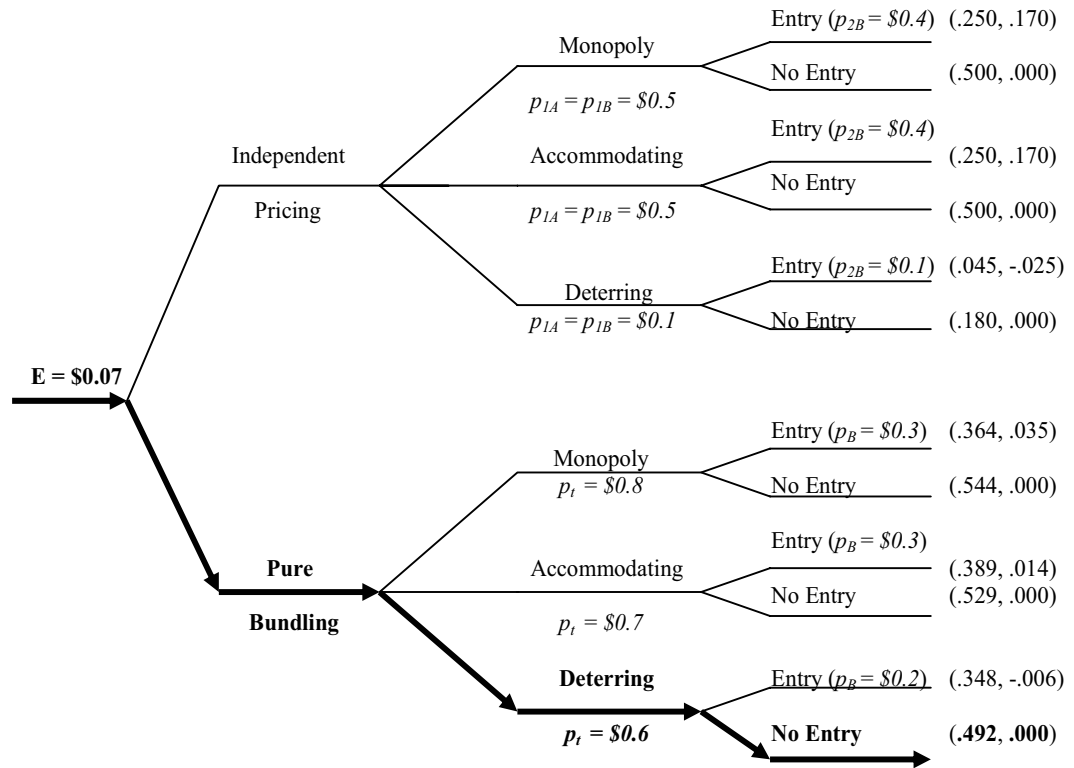 Entry (p2B = $0.4) (.250, .170)
Monopoly
No Entry (.500, .000)
p1A = p1B = $0.5
Entry (p2B = $0.4)
Independent
Accommodating
(.250, .170)
No Entry
Pricing
p1A = p1B = $0.5
(.500, .000)
Entry (p2B = $0.1) (.045, -.025)
Deterring
p1A = p1B = $0.1
No Entry (.180, .000)
E = $0.07
Entry (pB = $0.3) (.364, .035)
Monopoly
pt = $0.8
No Entry (.544, .000)
Entry (pB = $0.3)
Pure
Accommodating
(.389, .014)
No Entry (.529, .000)
Bundling
pt = $0.7
Deterring
Entry (pB = $0.2) (.348, -.006)
pt = $0.6
No Entry (.492, .000)